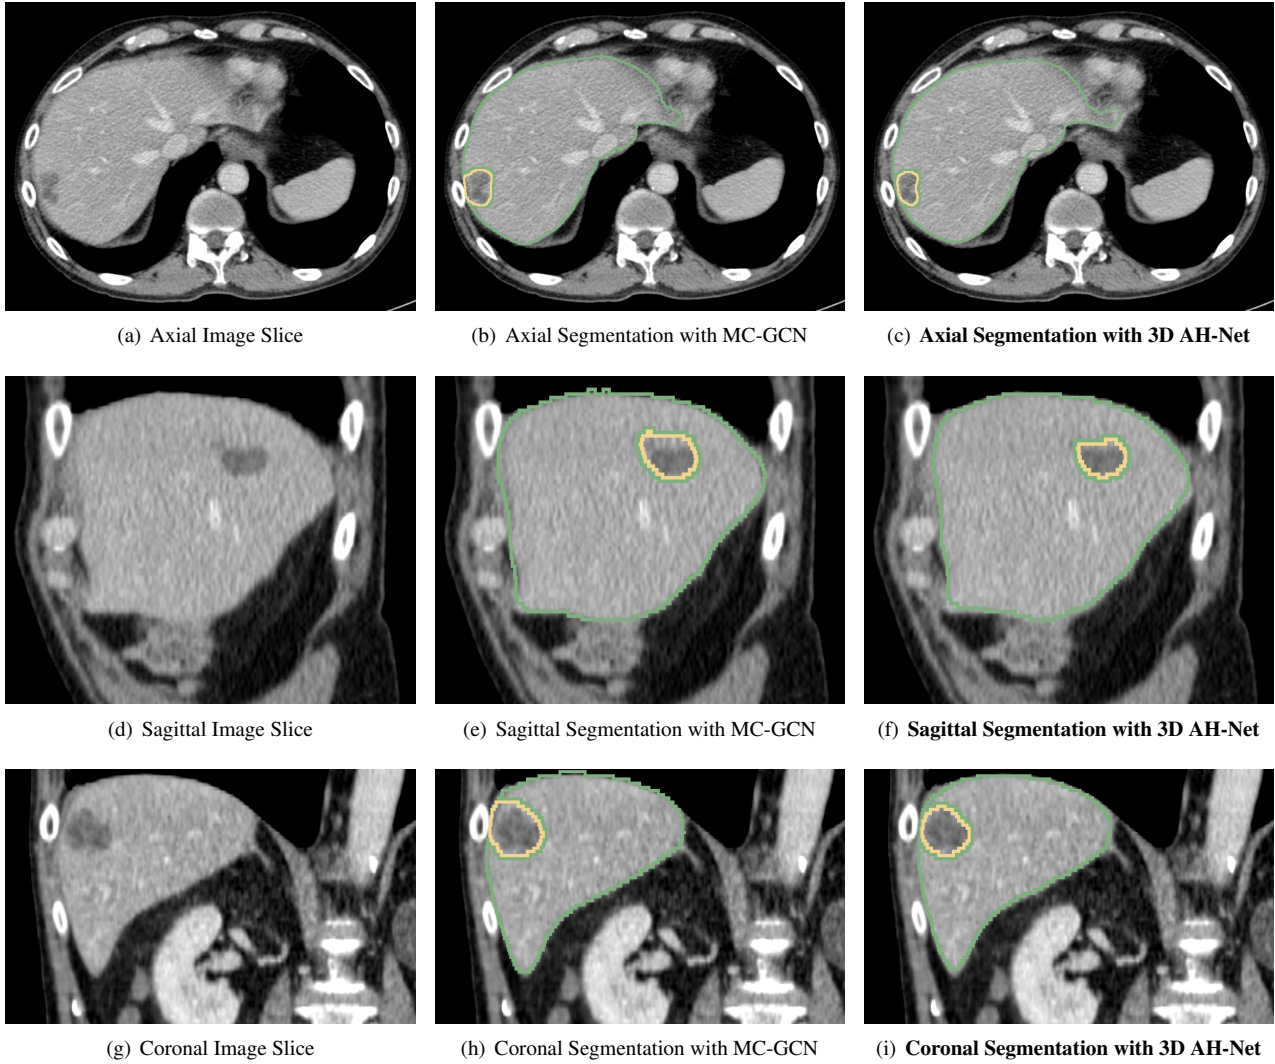 (a) Axial Image Slice
(b) Axial Segmentation with MC-GCN
(c) Axial Segmentation with 3D AH-Net
(d) Sagittal Image Slice
(e) Sagittal Segmentation with MC-GCN
(f) Sagittal Segmentation with 3D AH-Net
(g) Coronal Image Slice
(h) Coronal Segmentation with MC-GCN
(i) Coronal Segmentation with 3D AH-Net